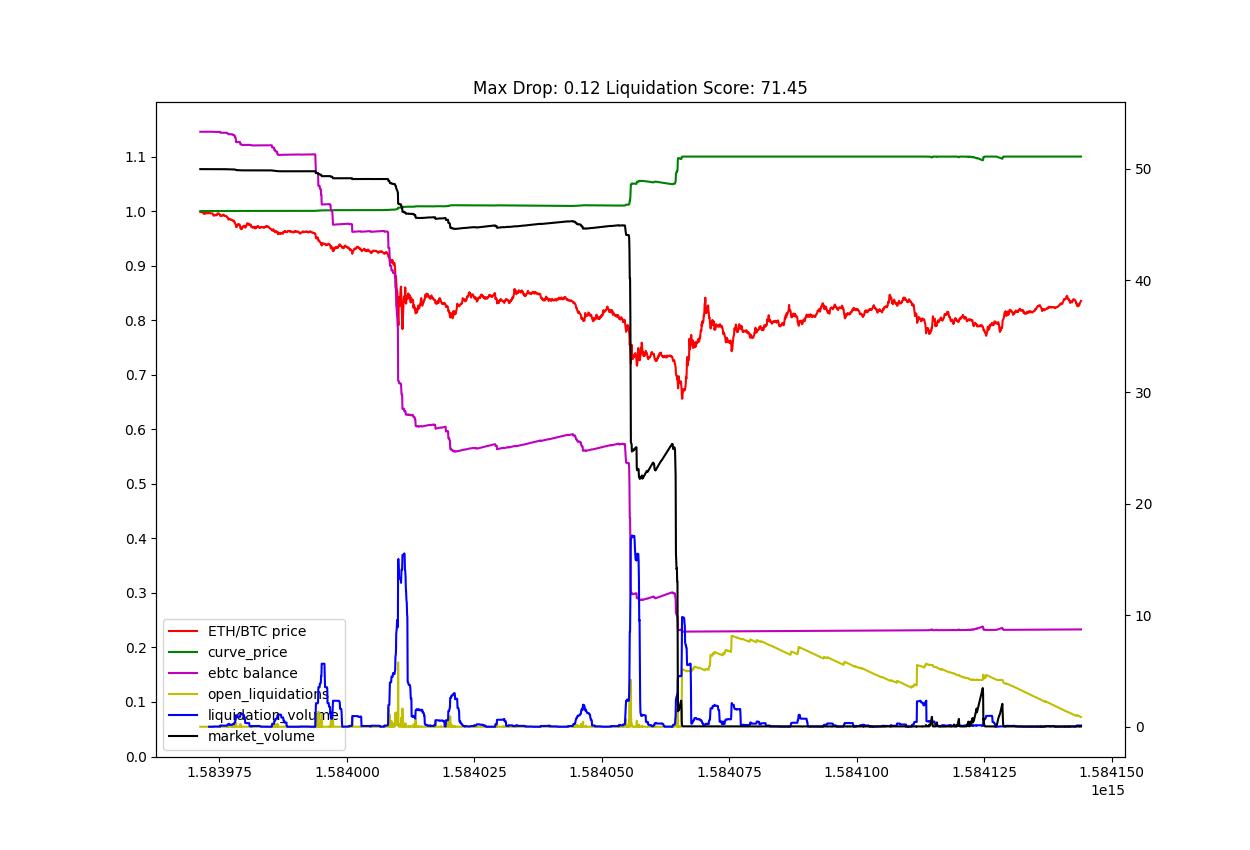 Max Drop: 0.12 Liquidation Score: 71.45
1.1
1.0
0.9
0.8
0.7
0.6
0.5
0.4
0.3
0.2
0.1
0.0
50
40
30
20
10
0
ETH/BTC price
curve_price
ebtc balance
open_liquidations
liquidation_volume
market_volume
1.583975 1.584000 1.584025 1.584050 1.584075 1.584100 1.584125 1.584150
1e15